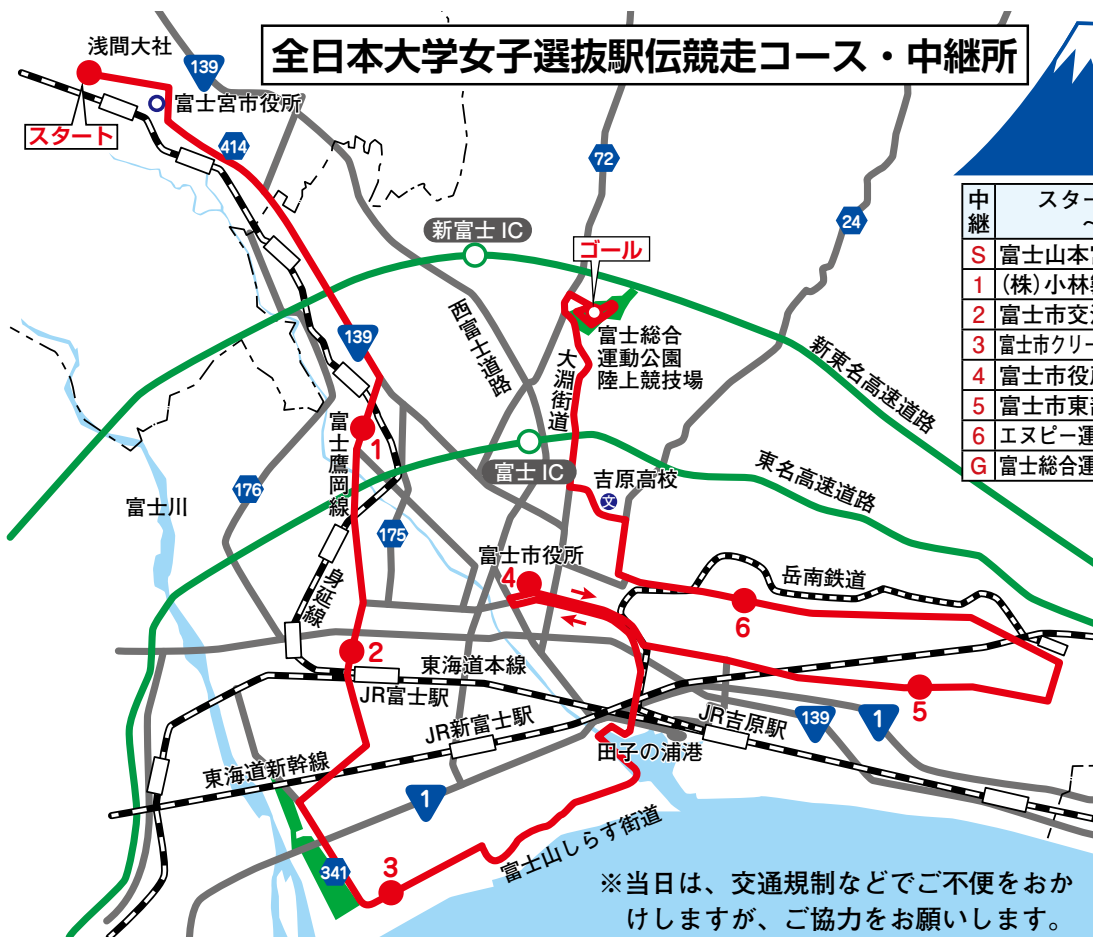 全日本大学女子選抜駅伝競走コース・中継所
浅間大社
139
富士宮市役所
スタート
414
72
24
新富士 IC
ゴール
中継
スター
～
S 富士山本宮
1 (株)小林
2 富士市交
3 富士市クリー
4 富士市役
5 富士市東
6 エヌピー運
G 富士総合運
西富士道路
富士総合
運動公園
陸上競技場
大淵街道
新東名高速道路
139
1
富士鷹岡線
富士 IC
吉原高校
文
東名高速道路
176
富士川
175
富士市役所
4
岳南鉄道
身延線
6
2
東海道本線
JR富士駅
5
JR新富士駅
JR吉原駅
139
1
田子の浦港
東海道新幹線
1
富士山しらす街道
341
3
※当日は、交通規制などでご不便をおか
けしますが、ご協力をお願いします。